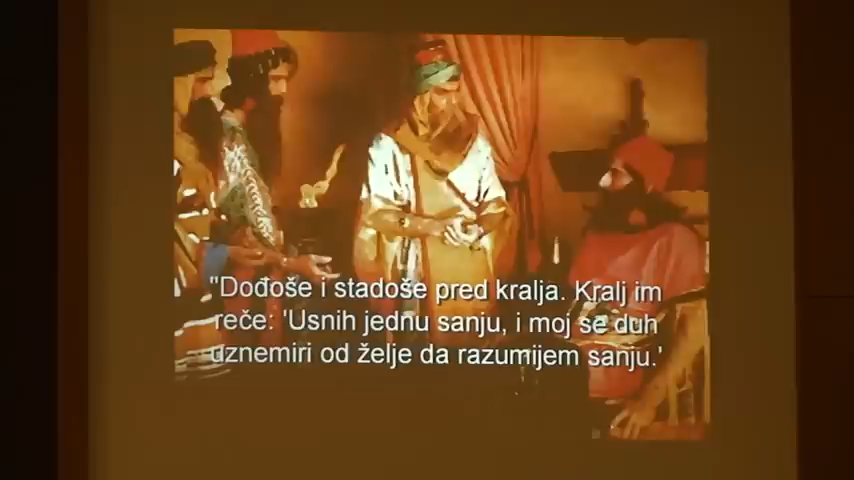 "Dođoše i stadoše pred kralja. Kralj im
reče: 'Usnih jednu sanju, i moj se duh
uznemiri od želje da razumijem sanju.'